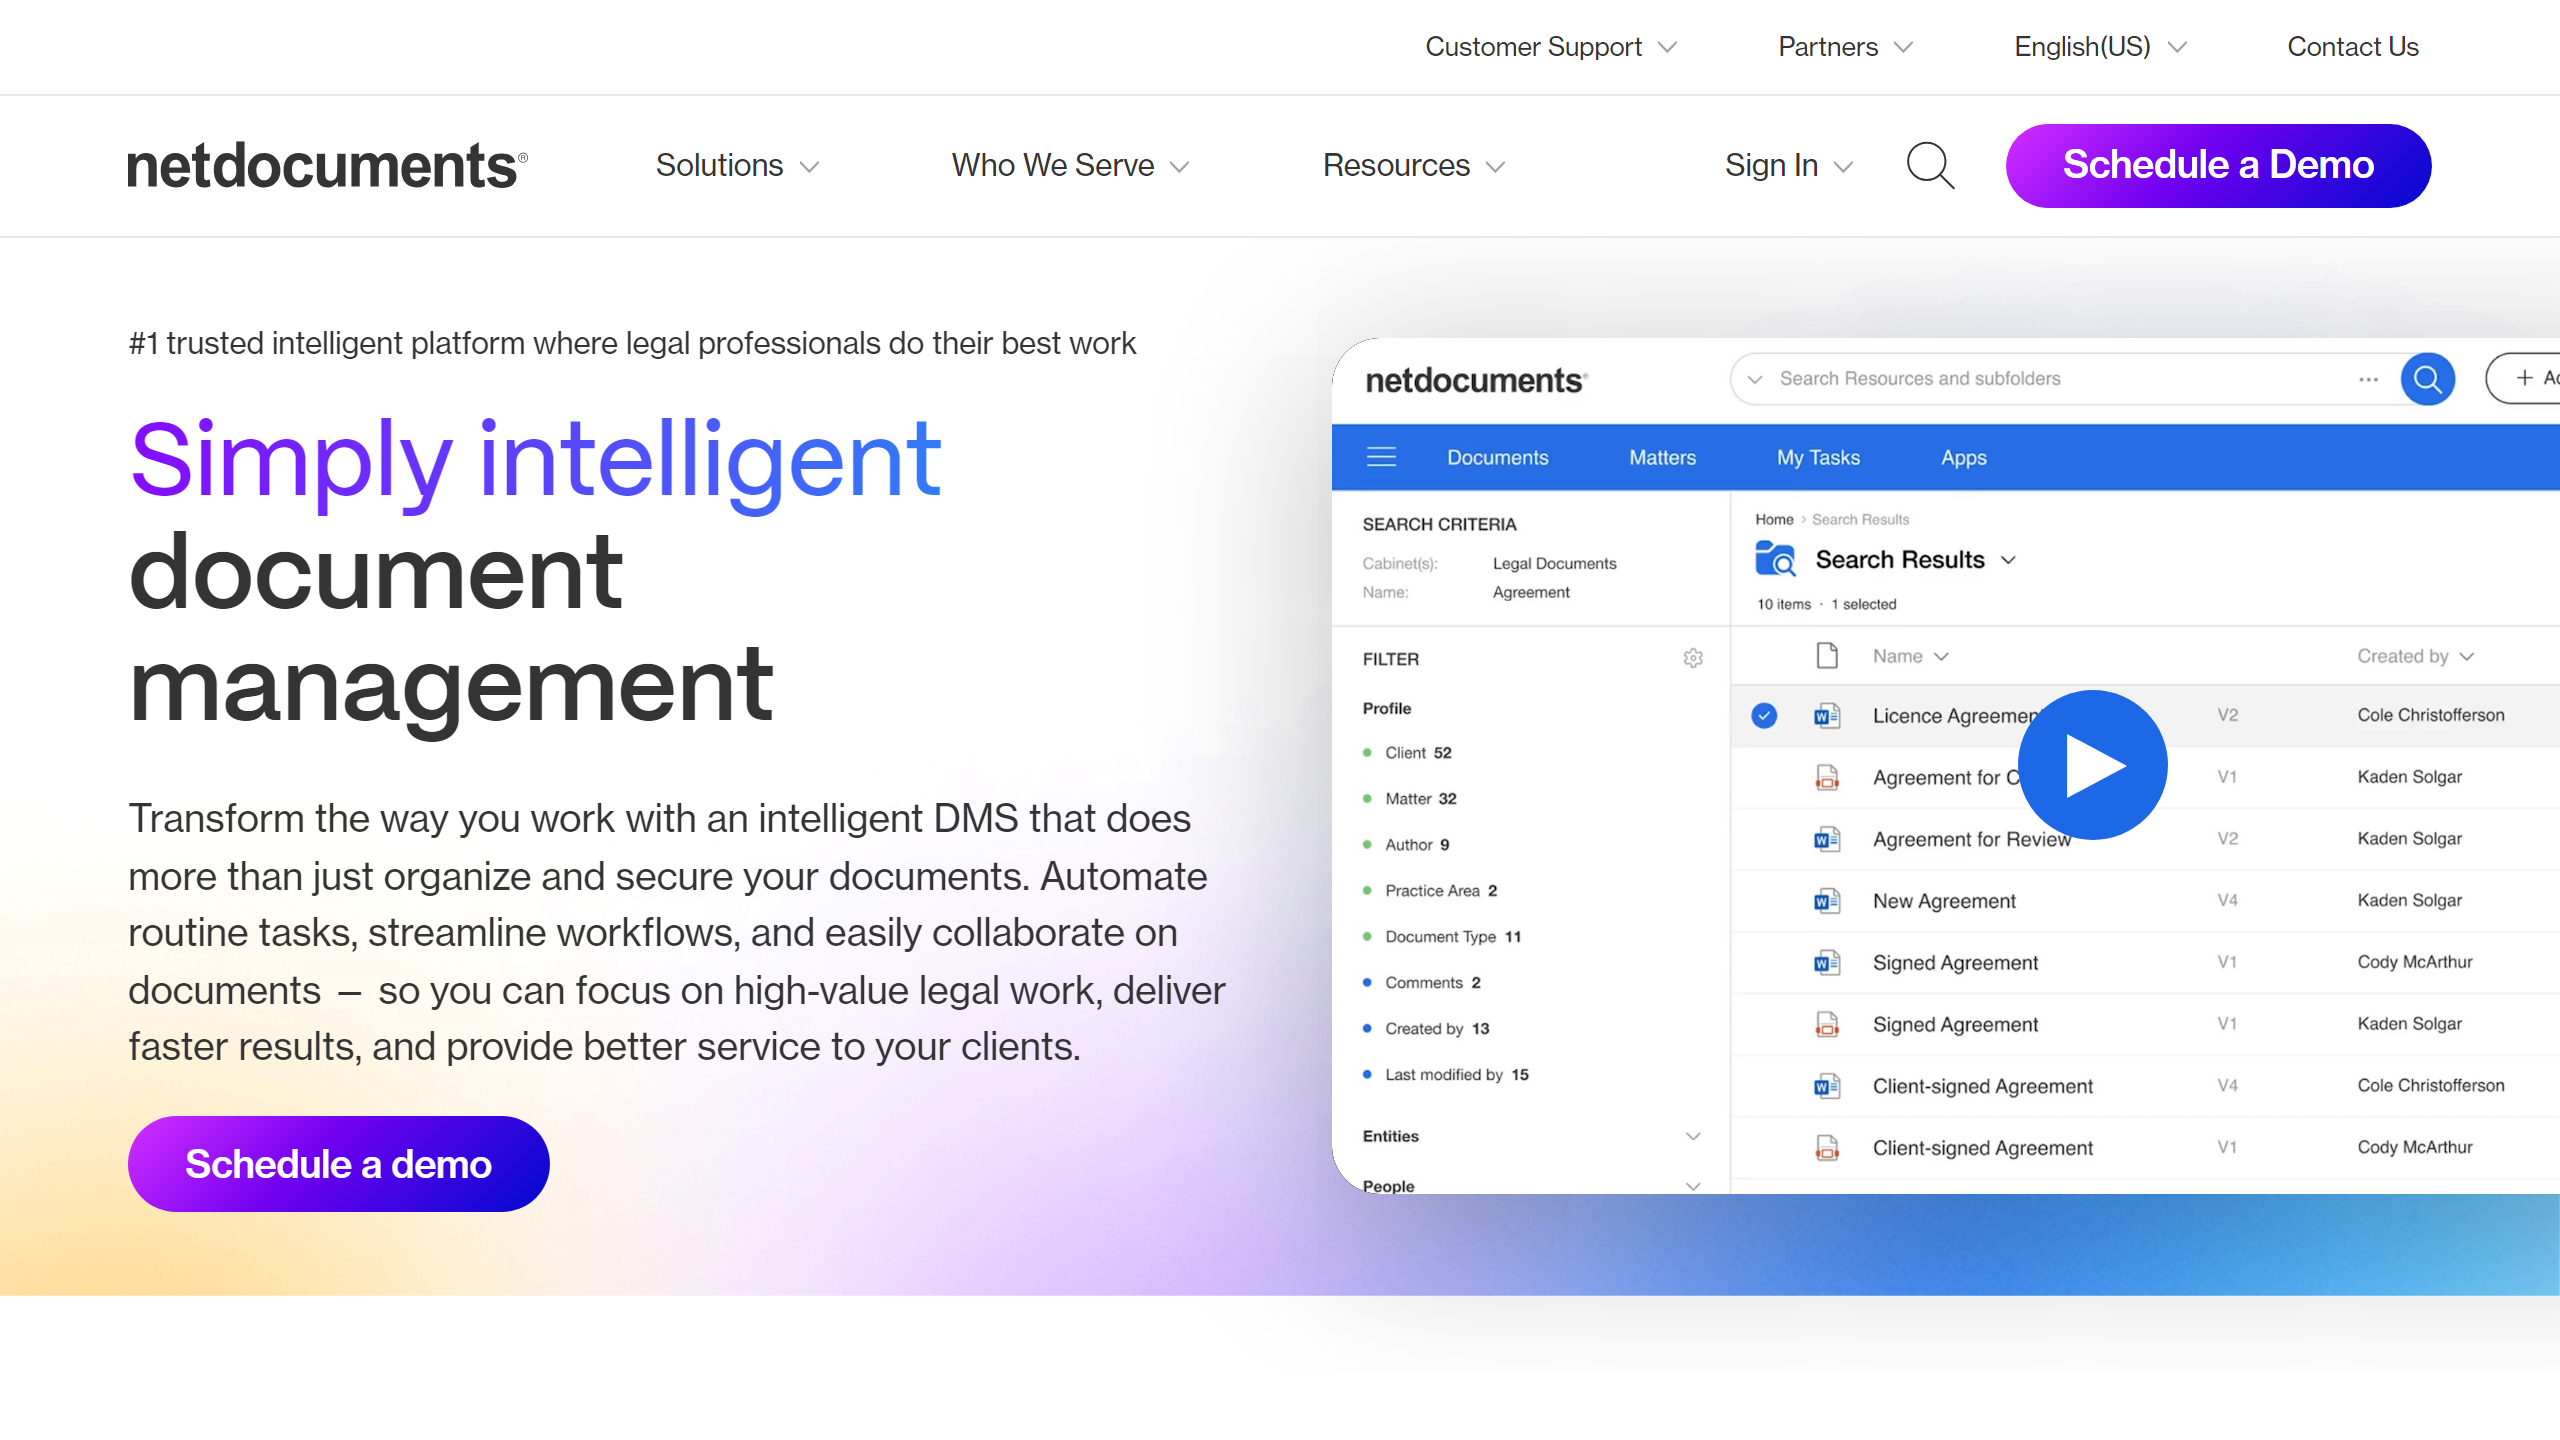 Customer Support
Partners
English(US)
Contact Us
netdocuments®
Solutions
Who We Serve
Resources
Sign In
Schedule a Demo
#1 trusted intelligent platform where legal professionals do their best work
Simply intelligent
document
management
Transform the way you work with an intelligent DMS that does
more than just organize and secure your documents. Automate
routine tasks, streamline workflows, and easily collaborate on
documents — so you can focus on high-value legal work, deliver
faster results, and provide better service to your clients.
Schedule a demo
netdocuments®
Search Resources and subfolders
Documents
Matters
My Tasks
Apps
SEARCH CRITERIA
Cabinet(s): Legal Documents
Name: Agreement
FILTER
Profile
Client 52
Matter 32
Author 9
Practice Area 2
Document Type 11
Comments 2
Created by 13
Last modified by 15
Entities
People
Home > Search Results
Search Results
10 items · 1 selected
Name Created by
Licence Agreement V2 Cole Christofferson
Agreement for V1 Kaden Solgar
Agreement for Review V2 Kaden Solgar
New Agreement V4 Kaden Solgar
Signed Agreement V1 Cody McArthur
Signed Agreement V1 Kaden Solgar
Client-signed Agreement V4 Cole Christofferson
Client-signed Agreement V1 Cody McArthur